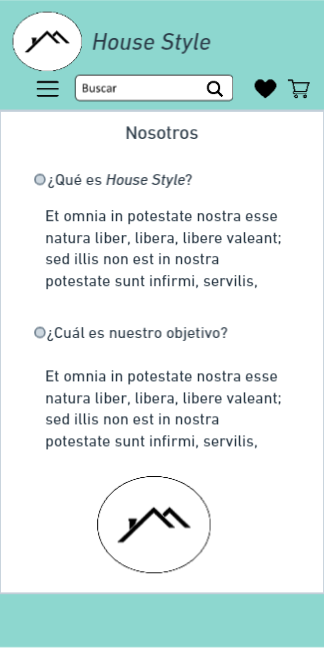 House Style
Buscar
Nosotros
¿Qué es House Style?
Et omnia in potestate nostra esse
natura liber, libera, libere valeant;
sed illis non est in nostra
potestate sunt infirmi, servilis,
¿Cuál es nuestro objetivo?
Et omnia in potestate nostra esse
natura liber, libera, libere valeant;
sed illis non est in nostra
potestate sunt infirmi, servilis,